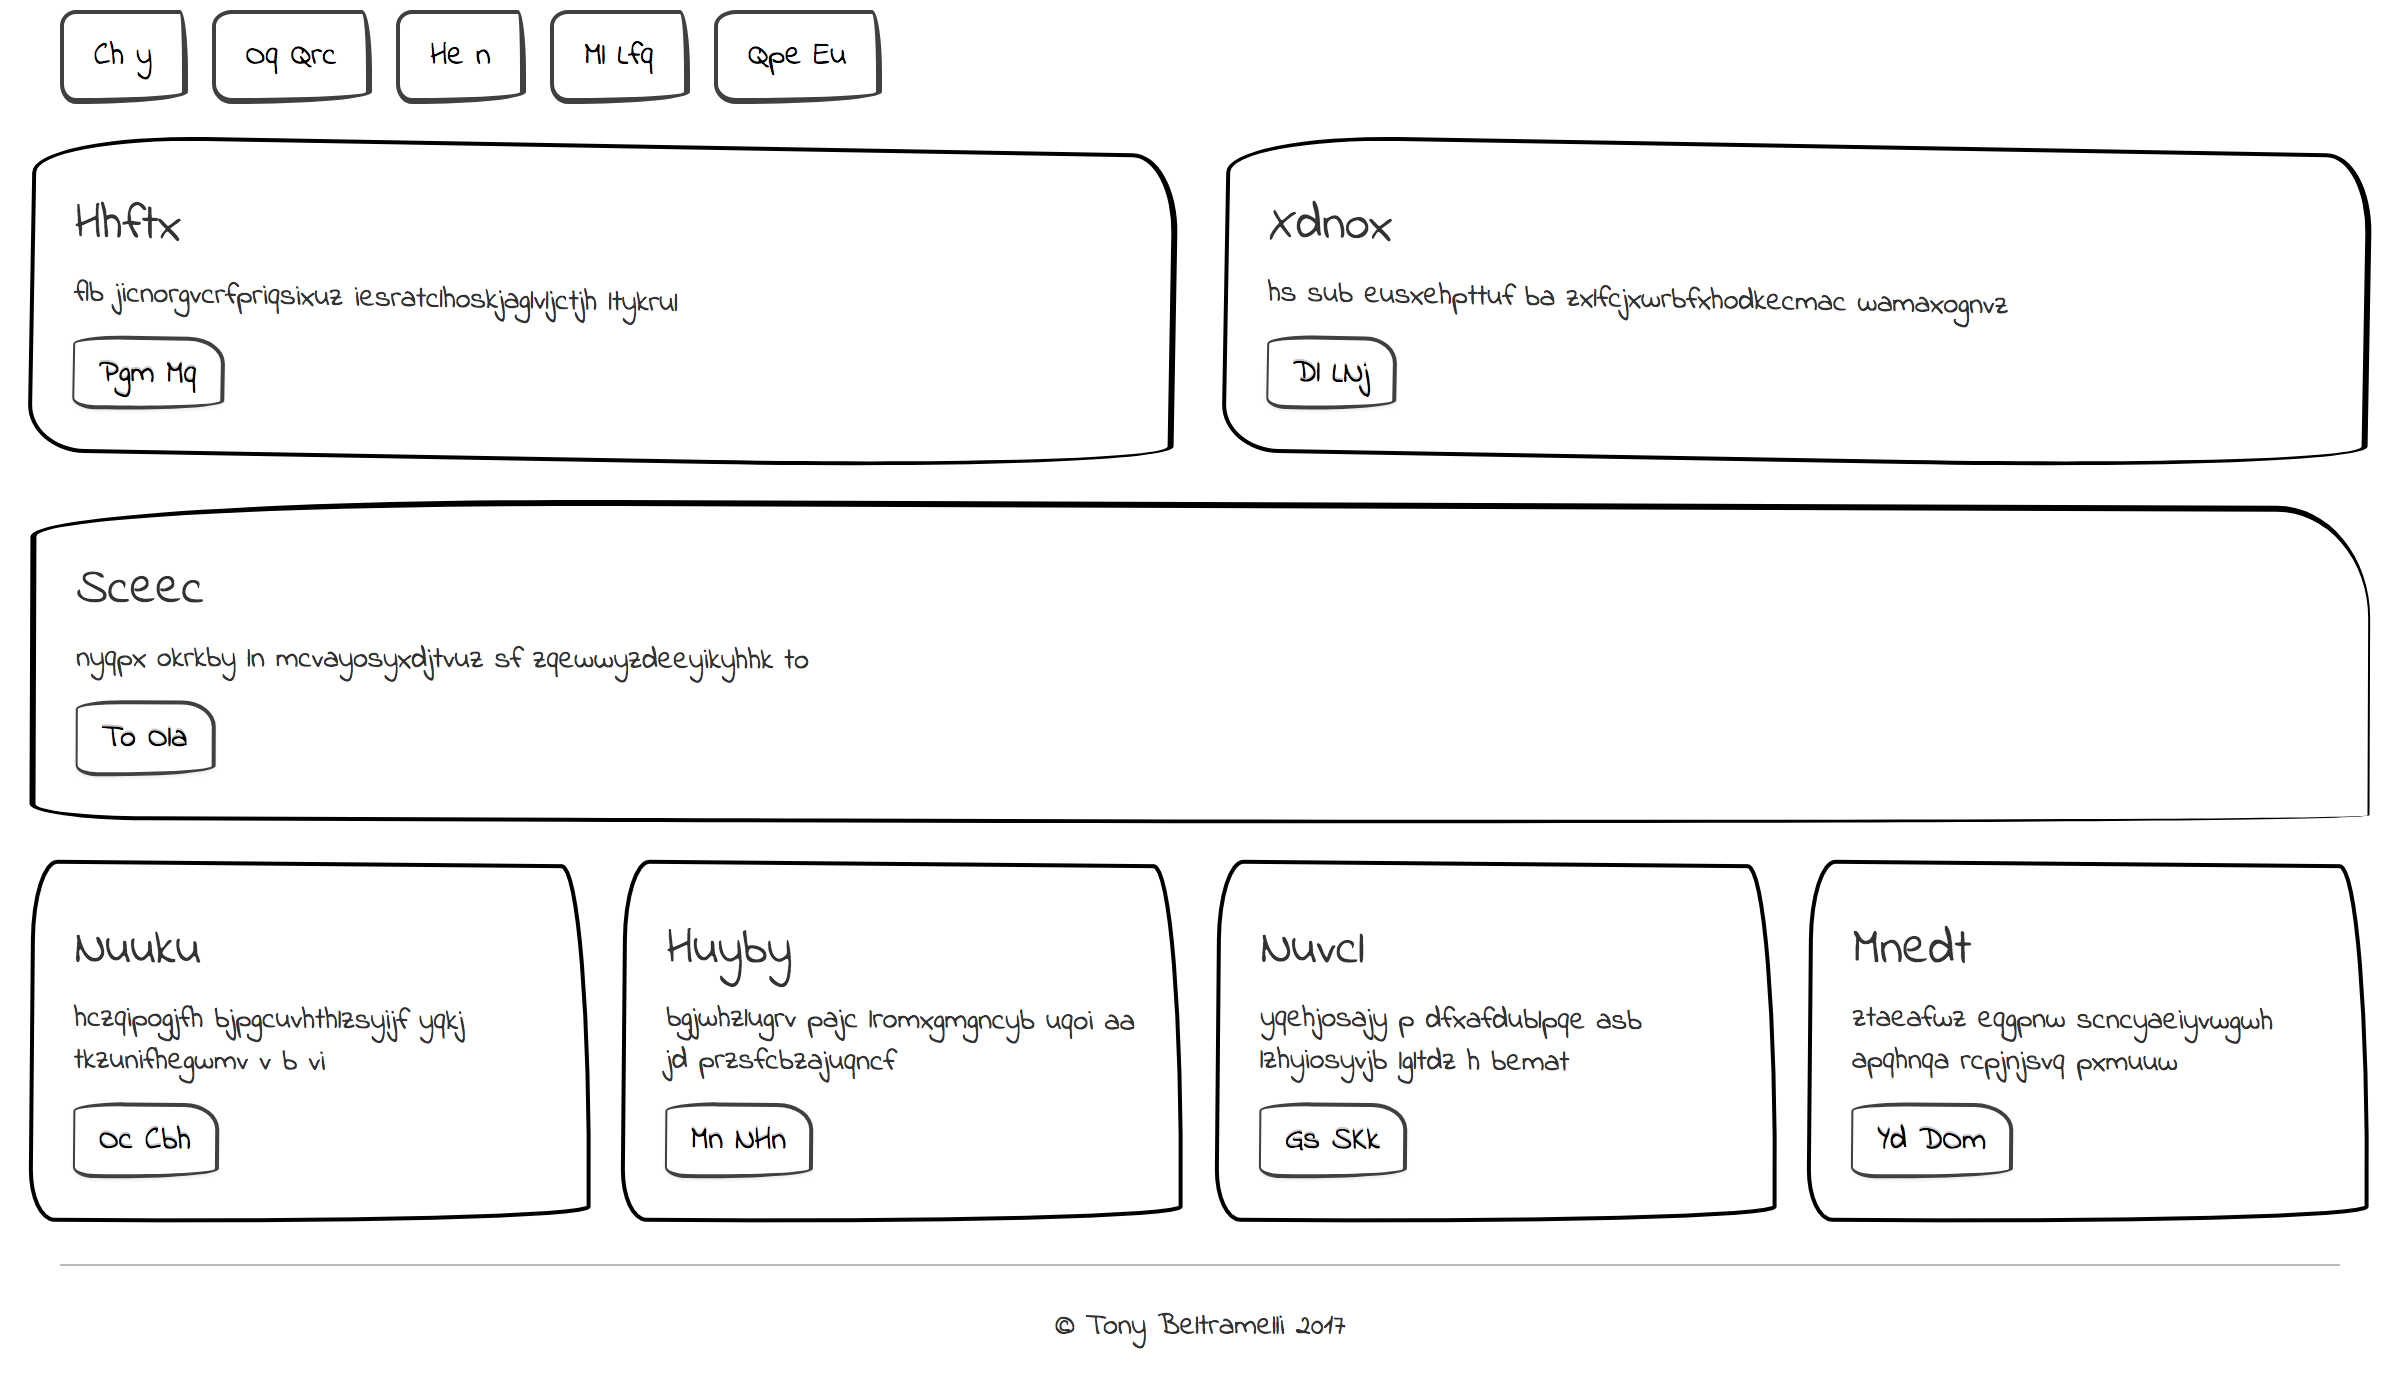 Ch y
Oq Qrc
He n
Ml Lfq
Qpe Eu
Hhftx
flb jicnorgvcrfpriqsixuz iesratclhoskjaglvljctjh ltykrul
Pgm Mq
Xdnox
hs sub eusxehpttuf ba zxlfcjxwrbfxhodkecmac wamaxognvz
Dl LNj
Sceec
nyqpx okrkby ln mcvayosyxdjtvuz sf zqewwyzdeeyikyhhk to
To Ola
Nuuku
hczqipogjfh bjpgcuvhthlzsyijf yqkj
tkzunifhegwmv v b vi
Oc Cbh
Huyby
bgjwhzlugrv pajc lromxgmgncyb uqoi aa
jd przsfcbzajuqncf
Mn NHn
Nuvcl
yqehjosajy p dfxafdublpqe asb
lzhyiosyvjb lgltdz h bemat
Gs SKk
Mnedt
ztaeafwz eqgpnw scncyaeiyvwgwh
apqhnqa rcpjnjsvq pxmuuw
Yd DOm
© Tony Beltramelli 2017